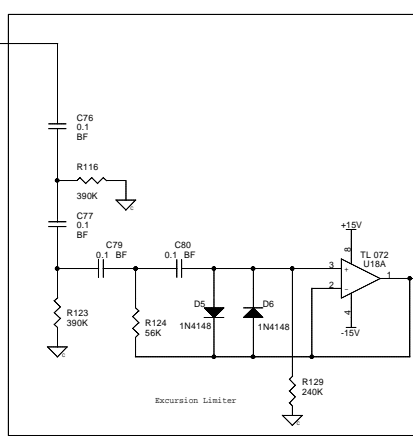 C76
0.1
BF
R116
390K
C
C77
0.1
BF
C79
0.1 BF
C80
0.1 BF
+15V
8
TL 072
U18A
3
+
1
2
−
4
-15V
R123
390K
C
R124
56K
D5
1N4148
D6
1N4148
R129
240K
C
Excursion Limiter